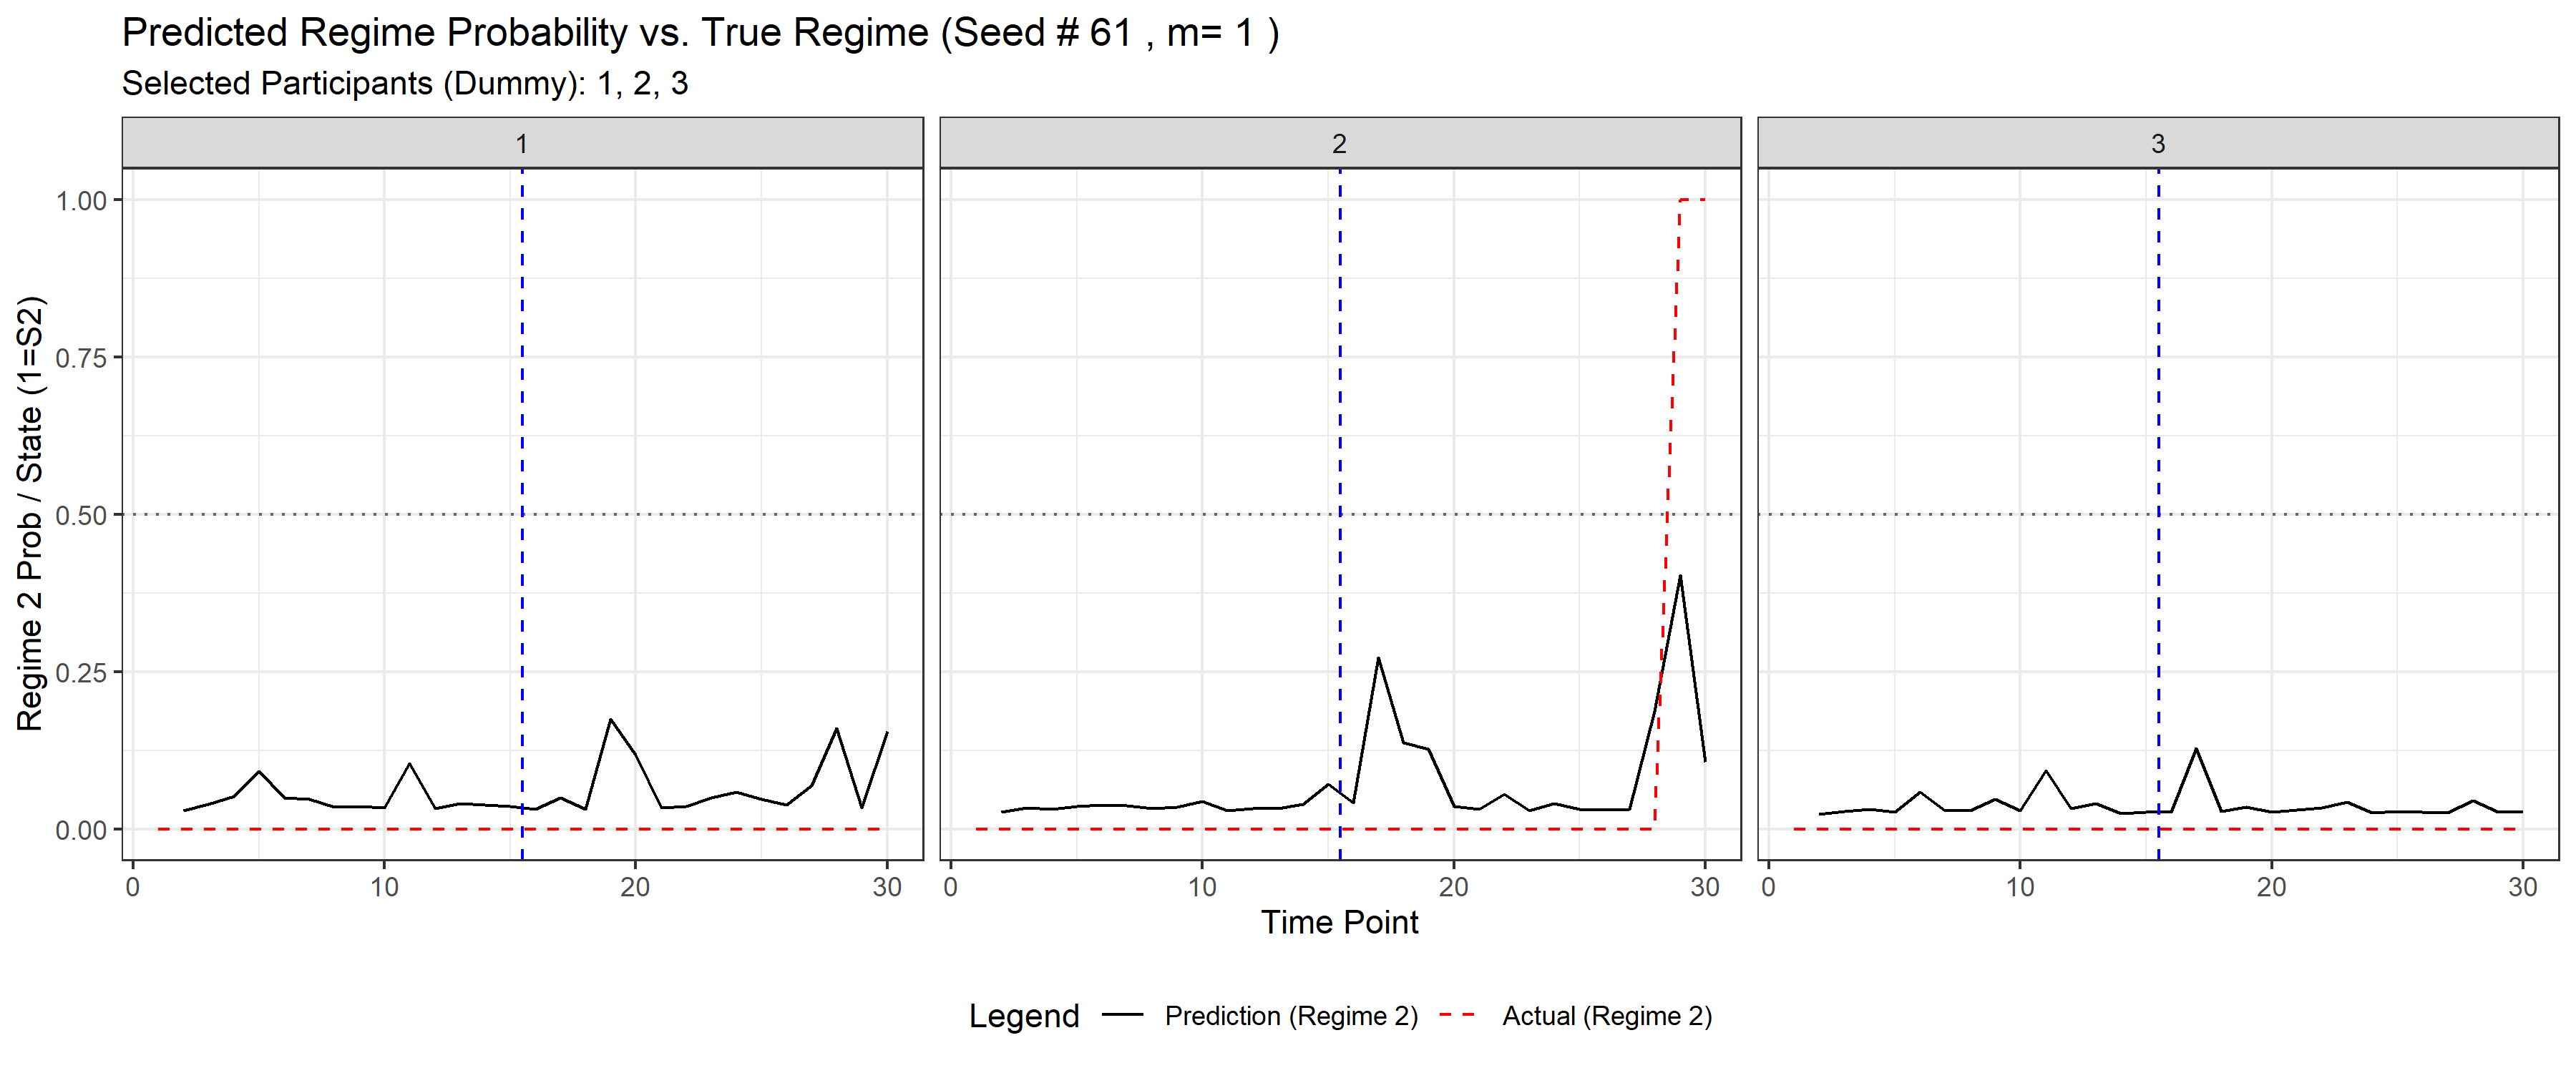 Predicted Regime Probability vs. True Regime (Seed # 61 , m= 1 )
Selected Participants (Dummy): 1, 2, 3
1 2 3
Regime 2 Prob / State (1=S2)
1.00
0.75
0.50
0.25
0.00
0 10 20 30 0 10 20 30 0 10 20 30
Time Point
Legend Prediction (Regime 2) Actual (Regime 2)